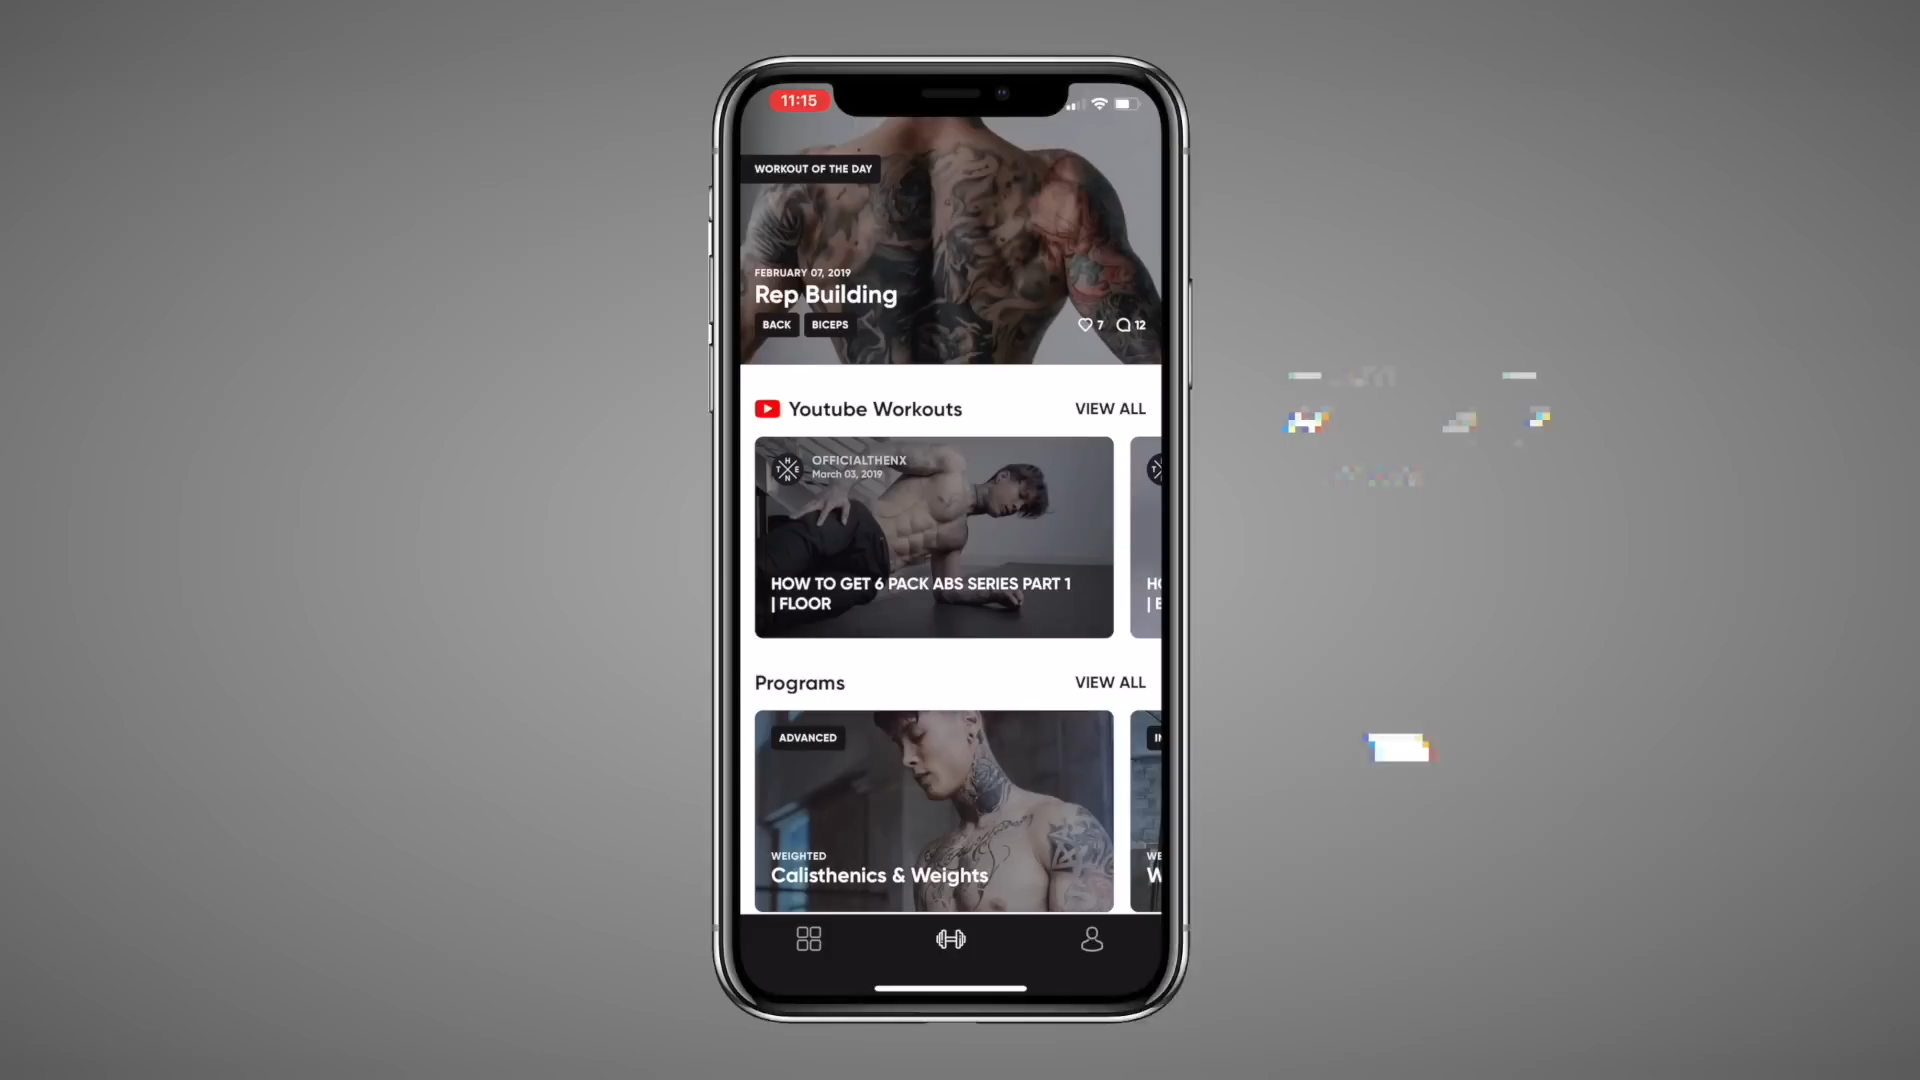 11:15
WORKOUT OF THE DAY
FEBRUARY 07, 2019
Rep Building
BACK BICEPS
7 12
Youtube Workouts VIEW ALL
OFFICIALTHENX
March 03, 2019
HOW TO GET 6 PACK ABS SERIES PART 1
| FLOOR
Programs VIEW ALL
ADVANCED
WEIGHTED
Calisthenics & Weights